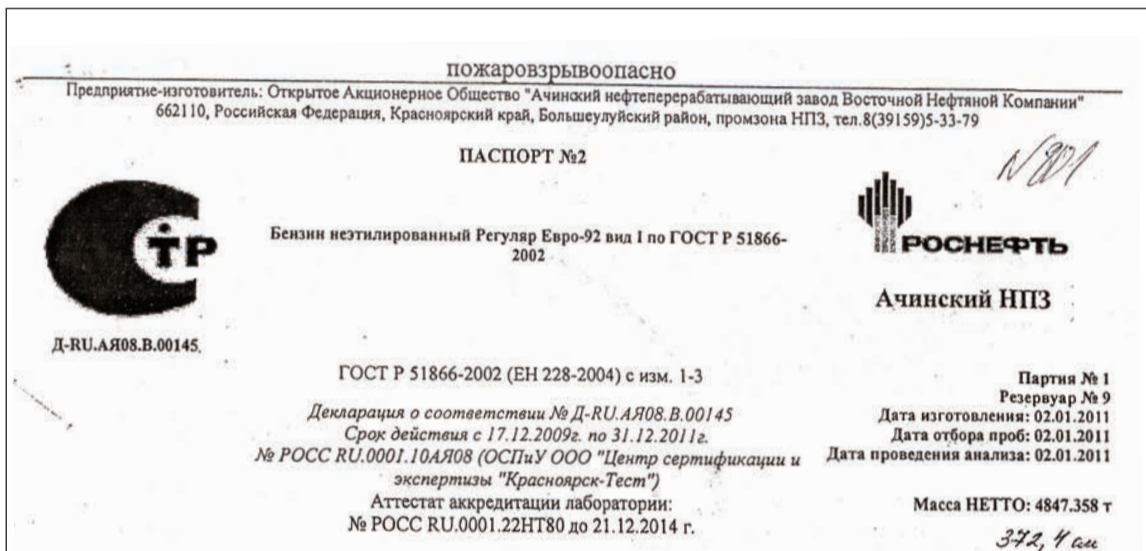 пожаровзрывоопасно
Предприятие-изготовитель: Открытое Акционерное Общество "Ачинский нефтеперерабатывающий завод Восточной Нефтяной Компании"
662110, Российская Федерация, Красноярский край, Большеулуйский район, промзона НПЗ, тел.8(39159)5-33-79
ПАСПОРТ №2
N 801
ТР
Д-RU.АЯ08.В.00145
Бензин неэтилированный Регуляр Евро-92 вид I по ГОСТ Р 51866-
2002
РОСНЕФТЬ
Ачинский НПЗ
ГОСТ Р 51866-2002 (ЕН 228-2004) с изм. 1-3
Декларация о соответствии № Д-RU.АЯ08.В.00145
Срок действия с 17.12.2009г. по 31.12.2011г.
№ РОСС RU.0001.10АЯ08 (ОСПиУ ООО "Центр сертификации и
экспертизы "Красноярск-Тест")
Аттестат аккредитации лаборатории:
№ РОСС RU.0001.22НТ80 до 21.12.2014 г.
Партия № 1
Резервуар № 9
Дата изготовления: 02.01.2011
Дата отбора проб: 02.01.2011
Дата проведения анализа: 02.01.2011
Масса НЕТТО: 4847.358 т
372,4 см